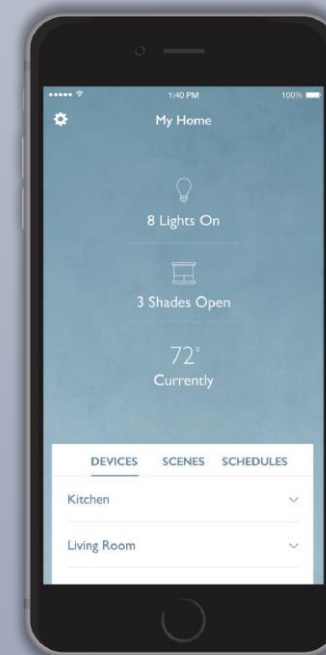 1:40 PM
100%
My Home
8 Lights On
3 Shades Open
72°
Currently
DEVICES SCENES SCHEDULES
Kitchen
Living Room